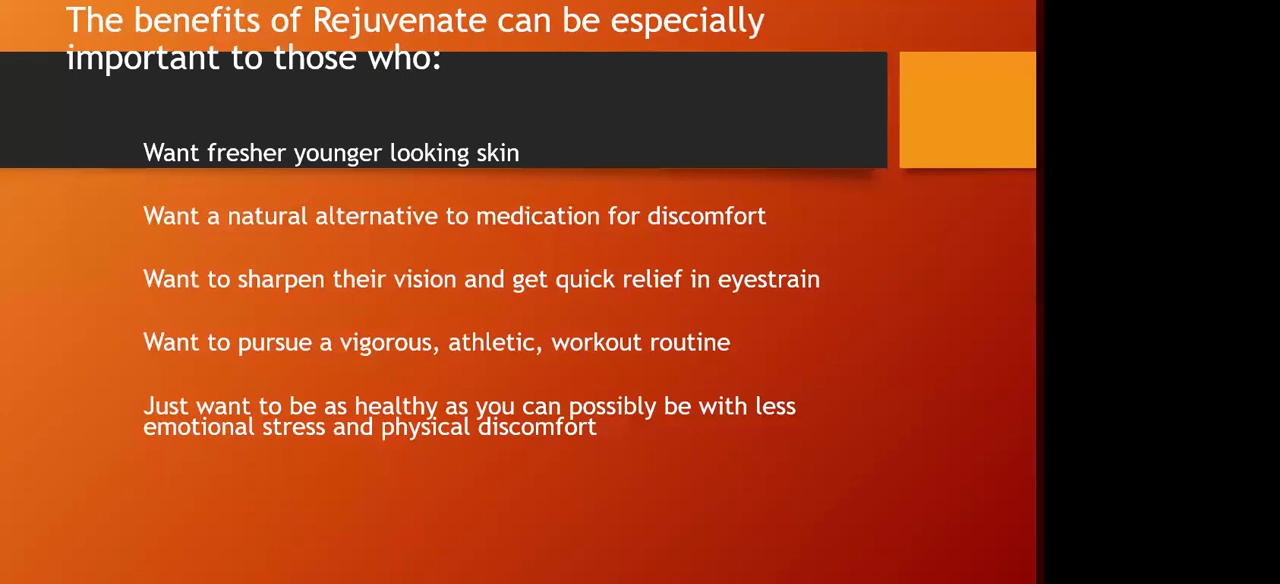 The benefits of Rejuvenate can be especially
important to those who:
Want fresher younger looking skin
Want a natural alternative to medication for discomfort
Want to sharpen their vision and get quick relief in eyestrain
Want to pursue a vigorous, athletic, workout routine
Just want to be as healthy as you can possibly be with less
emotional stress and physical discomfort